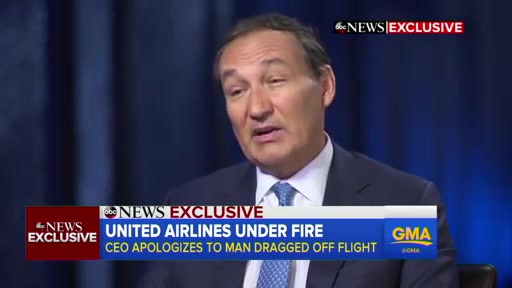 abc NEWS EXCLUSIVE
abc NEWS EXCLUSIVE
abc NEWS
EXCLUSIVE
UNITED AIRLINES UNDER FIRE
CEO APOLOGIZES TO MAN DRAGGED OFF FLIGHT
GMA
#GMA